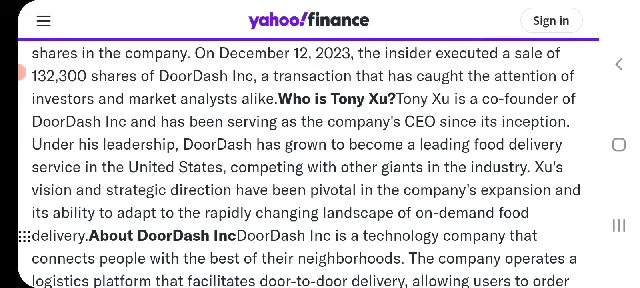 yahoo!finance
Sign in
shares in the company. On December 12, 2023, the insider executed a sale of
132,300 shares of DoorDash Inc, a transaction that has caught the attention of
investors and market analysts alike.Who is Tony Xu?Tony Xu is a co-founder of
DoorDash Inc and has been serving as the company's CEO since its inception.
Under his leadership, DoorDash has grown to become a leading food delivery
service in the United States, competing with other giants in the industry. Xu's
vision and strategic direction have been pivotal in the company's expansion and
its ability to adapt to the rapidly changing landscape of on-demand food
delivery.About DoorDash IncDoorDash Inc is a technology company that
connects people with the best of their neighborhoods. The company operates a
logistics platform that facilitates door-to-door delivery, allowing users to order